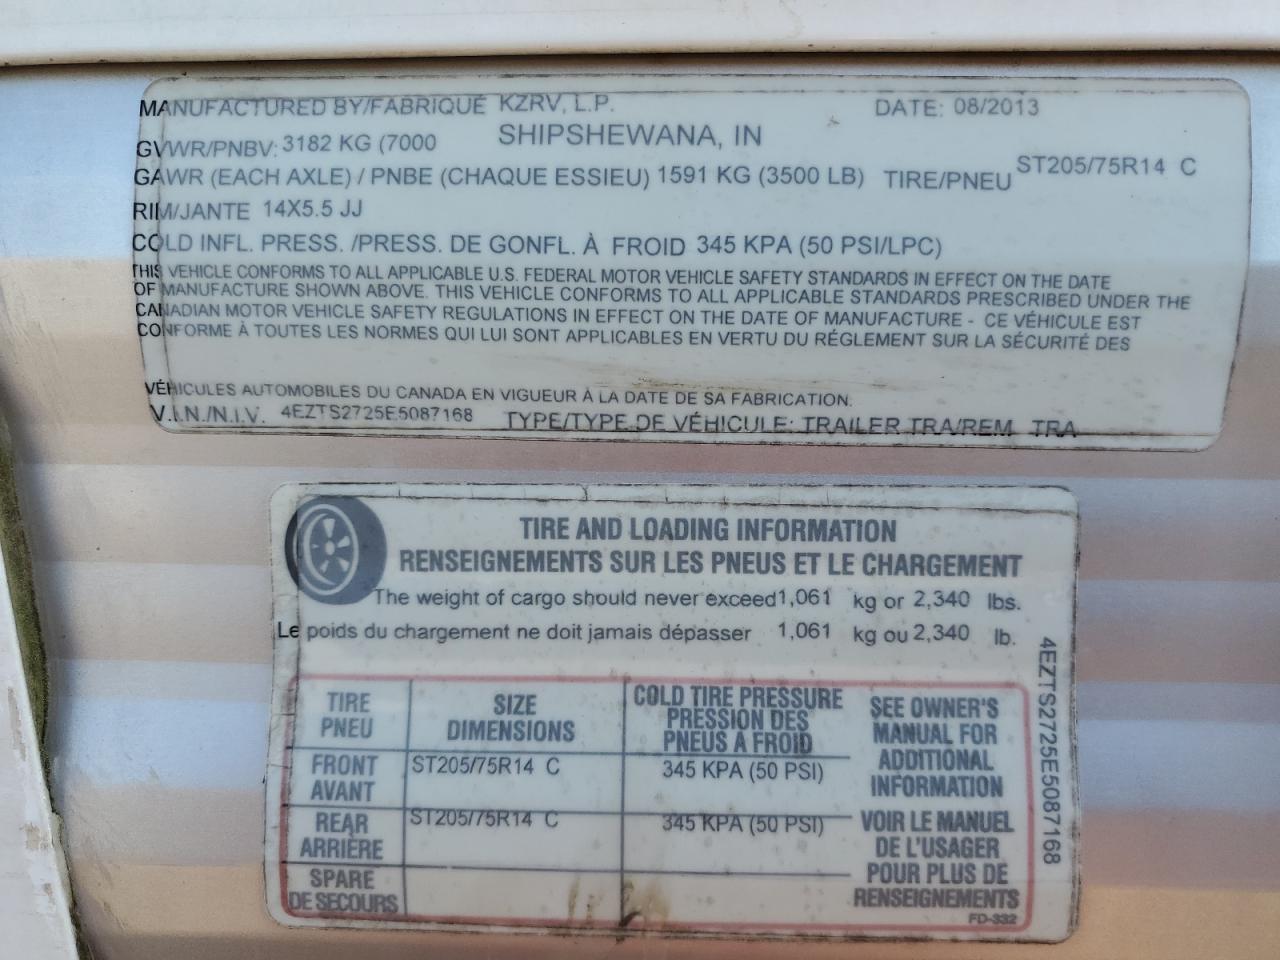 MANUFACTURED BY/FABRIQUÉ KZRV, L.P. DATE: 08/2013
SHIPSHEWANA, IN
GVWR/PNBV: 3182 KG (7000
GAWR (EACH AXLE) / PNBE (CHAQUE ESSIEU) 1591 KG (3500 LB) TIRE/PNEU ST205/75R14 C
RIM/JANTE 14X5.5 JJ
COLD INFL. PRESS. /PRESS. DE GONFL. À FROID 345 KPA (50 PSI/LPC)
THIS VEHICLE CONFORMS TO ALL APPLICABLE U.S. FEDERAL MOTOR VEHICLE SAFETY STANDARDS IN EFFECT ON THE DATE
OF MANUFACTURE SHOWN ABOVE. THIS VEHICLE CONFORMS TO ALL APPLICABLE STANDARDS PRESCRIBED UNDER THE
CANADIAN MOTOR VEHICLE SAFETY REGULATIONS IN EFFECT ON THE DATE OF MANUFACTURE - CE VÉHICULE EST
CONFORME À TOUTES LES NORMES QUI LUI SONT APPLICABLES EN VERTU DU RÉGLEMENT SUR LA SÉCURITÉ DES
VÉHICULES AUTOMOBILES DU CANADA EN VIGUEUR À LA DATE DE SA FABRICATION.
V.I.N./N.I.V. 4EZTS2725E5087168 TYPE/TYPE DE VÉHICULE: TRAILER TRA/REM TRA
TIRE AND LOADING INFORMATION
RENSEIGNEMENTS SUR LES PNEUS ET LE CHARGEMENT
The weight of cargo should never exceed 1,061 kg or 2,340 lbs.
Le poids du chargement ne doit jamais dépasser 1,061 kg ou 2,340 lb.
TIRE
PNEU
SIZE
DIMENSIONS
COLD TIRE PRESSURE
PRESSION DES
PNEUS A FROID
FRONT
AVANT
ST205/75R14 C
345 KPA (50 PSI)
REAR
ARRIÈRE
ST205/75R14 C
345 KPA (50 PSI)
SPARE
DE SECOURS
SEE OWNER'S
MANUAL FOR
ADDITIONAL
INFORMATION
VOIR LE MANUEL
DE L'USAGER
POUR PLUS DE
RENSEIGNEMENTS
FD-332
4EZTS2725E5087168